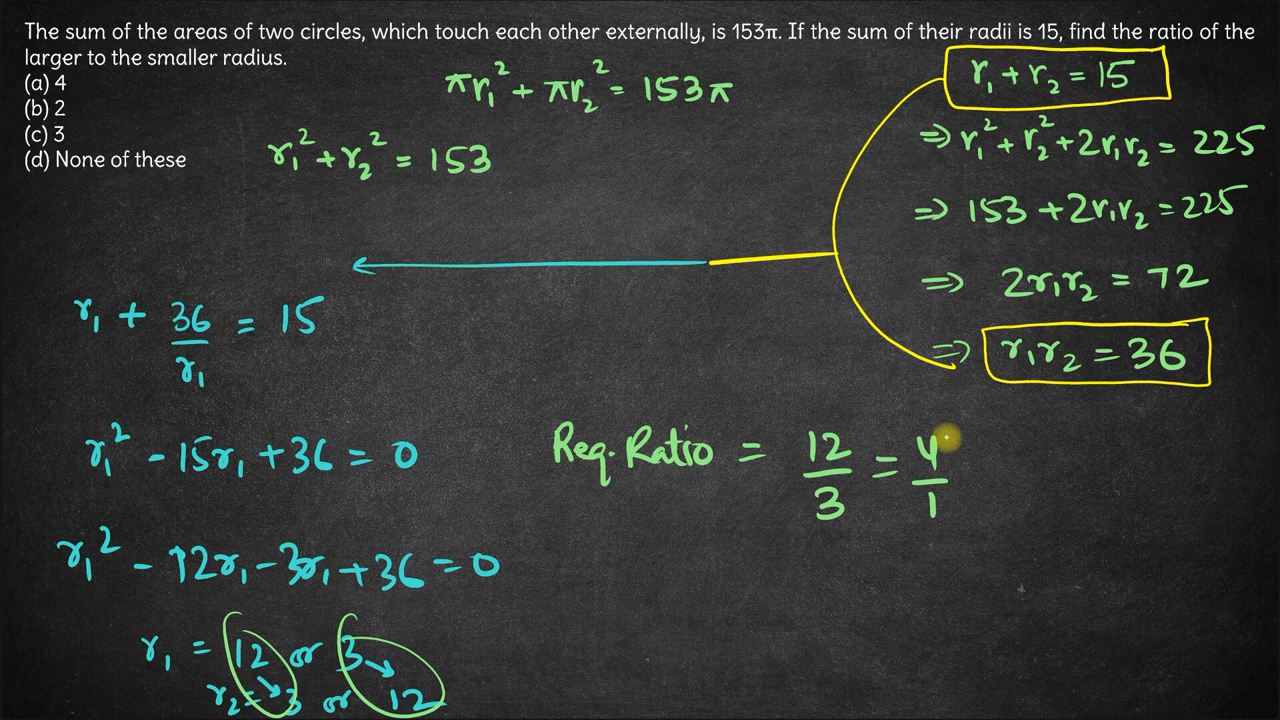 The sum of the areas of two circles, which touch each other externally, is 153π. If the sum of their radii is 15, find the ratio of the
larger to the smaller radius.
(a) 4
(b) 2
(c) 3
(d) None of these
πr₁² + πr₂² = 153π
r₁² + r₂² = 153
r₁ + r₂ = 15
⇒ r₁² + r₂² + 2r₁r₂ = 225
⇒ 153 + 2r₁r₂ = 225
⇒ 2r₁r₂ = 72
⇒ r₁r₂ = 36
r₁ + 36/r₁ = 15
r₁² - 15r₁ + 36 = 0
r₁² - 12r₁ - 3r₁ + 36 = 0
r₁ = 12 or 3
r₂ = 3 or 12
Req. Ratio = 12/3 = 4/1